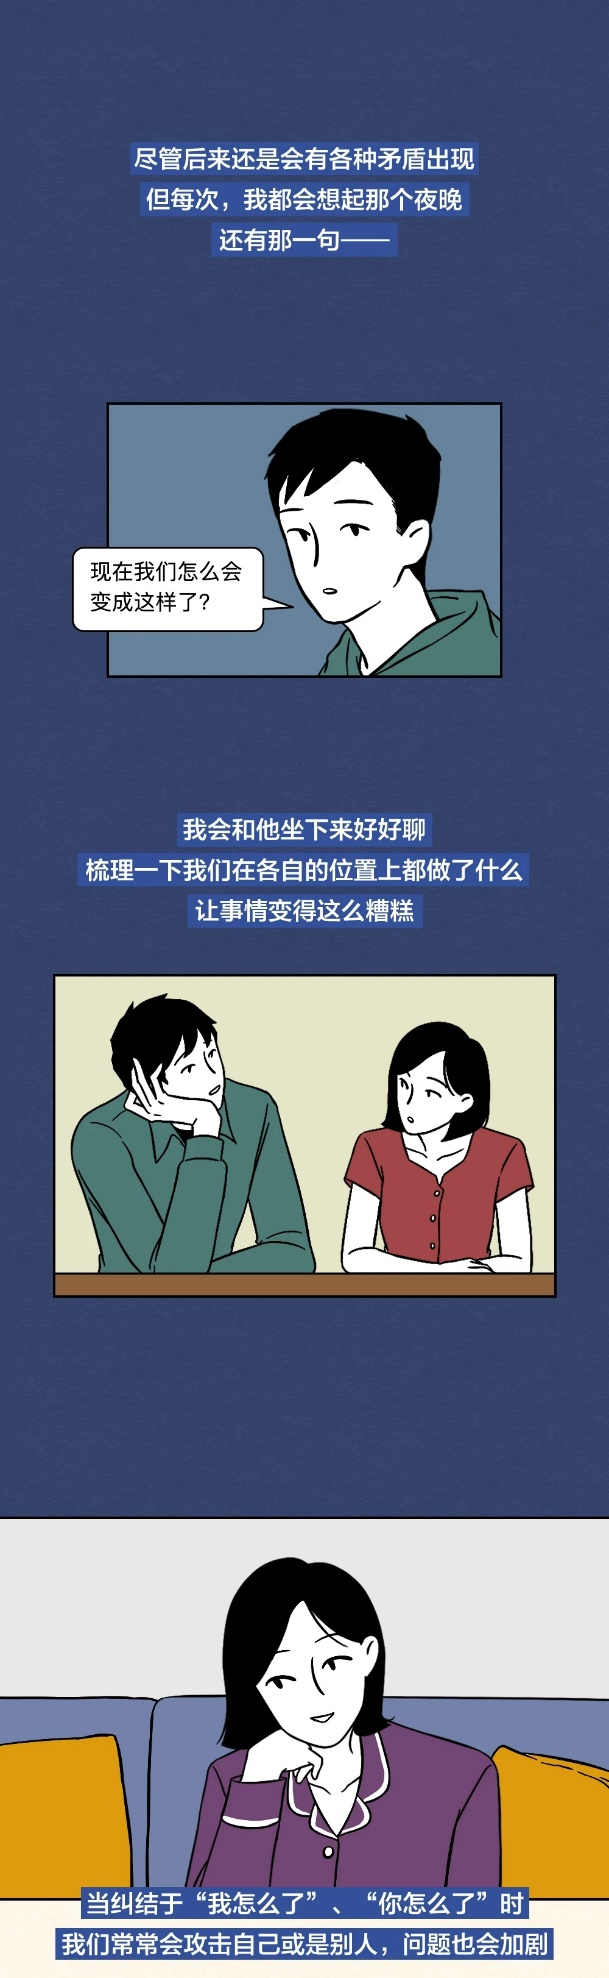 尽管后来还是会有各种矛盾出现
但每次，我都会想起那个夜晚
还有那一句——
现在我们怎么会
变成这样了？
我会和他坐下来好好聊
梳理一下我们在各自的位置上都做了什么
让事情变得这么糟糕
当纠结于“我怎么了”、“你怎么了”时
我们常常会攻击自己或是别人，问题也会加剧